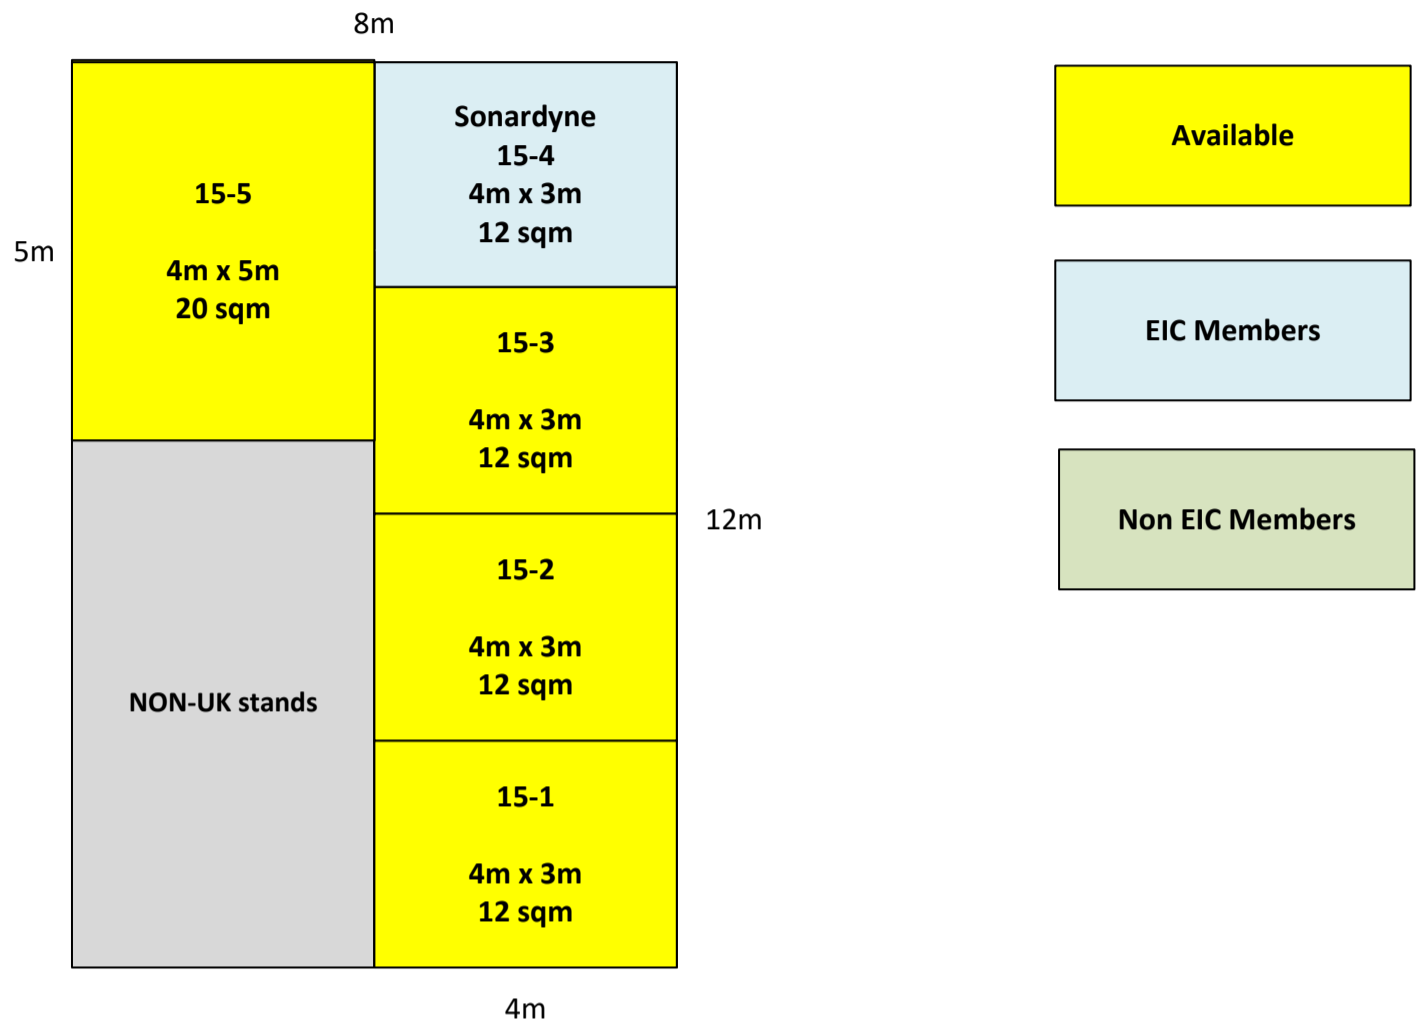 8m
5m
15-5
4m x 5m
20 sqm
Sonardyne
15-4
4m x 3m
12 sqm
15-3
4m x 3m
12 sqm
15-2
4m x 3m
12 sqm
15-1
4m x 3m
12 sqm
NON-UK stands
12m
4m
Available
EIC Members
Non EIC Members